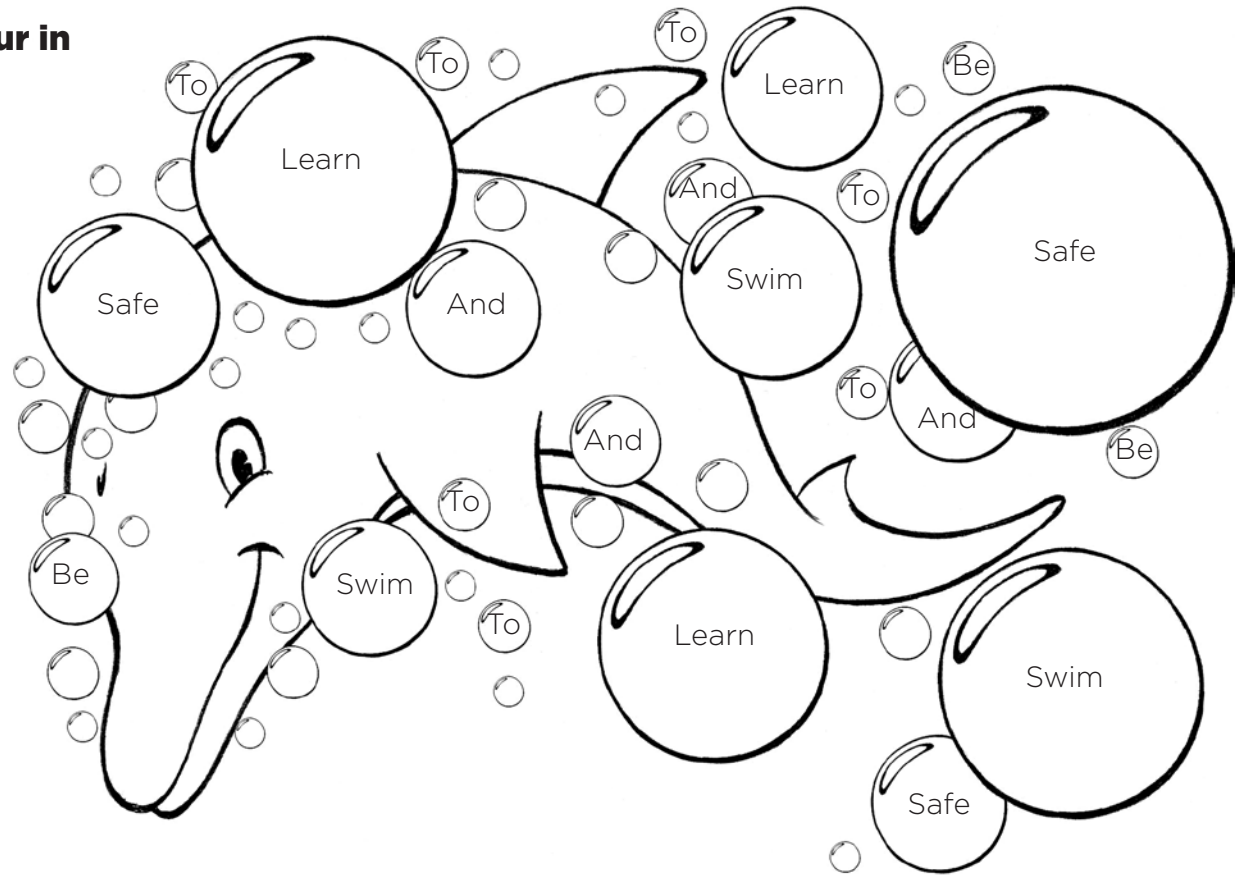 ur in
To
To
To
Learn
Be
Learn
And
To
Safe
Safe
And
Swim
To
And
And
Be
To
Be
Swim
To
Learn
Swim
Safe